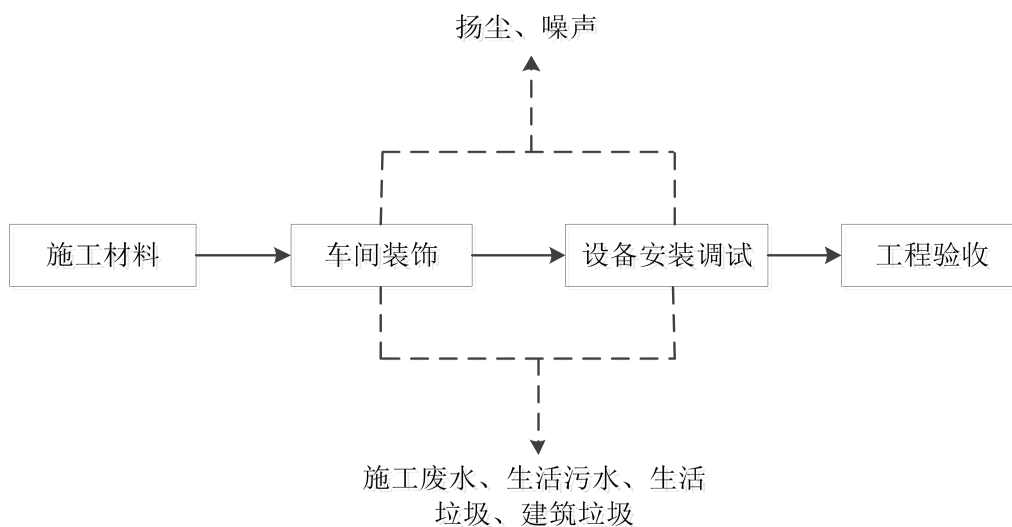 扬尘、噪声
施工材料
车间装饰
设备安装调试
工程验收
施工废水、生活污水、生活
垃圾、建筑垃圾